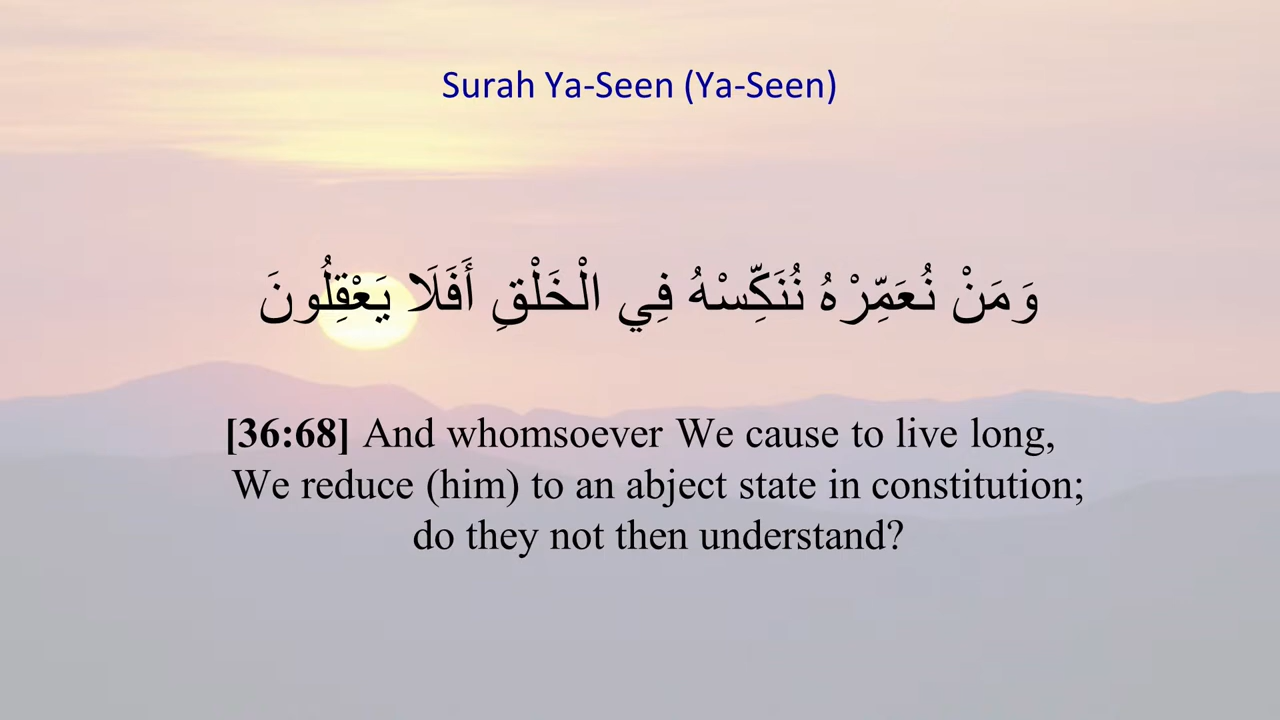 Surah Ya-Seen (Ya-Seen)
وَمَنْ نُعَمِّرْهُ نُنَكِّسْهُ فِي الْخَلْقِ أَفَلَا يَعْقِلُونَ
[36:68] And whomsoever We cause to live long,
We reduce (him) to an abject state in constitution;
do they not then understand?